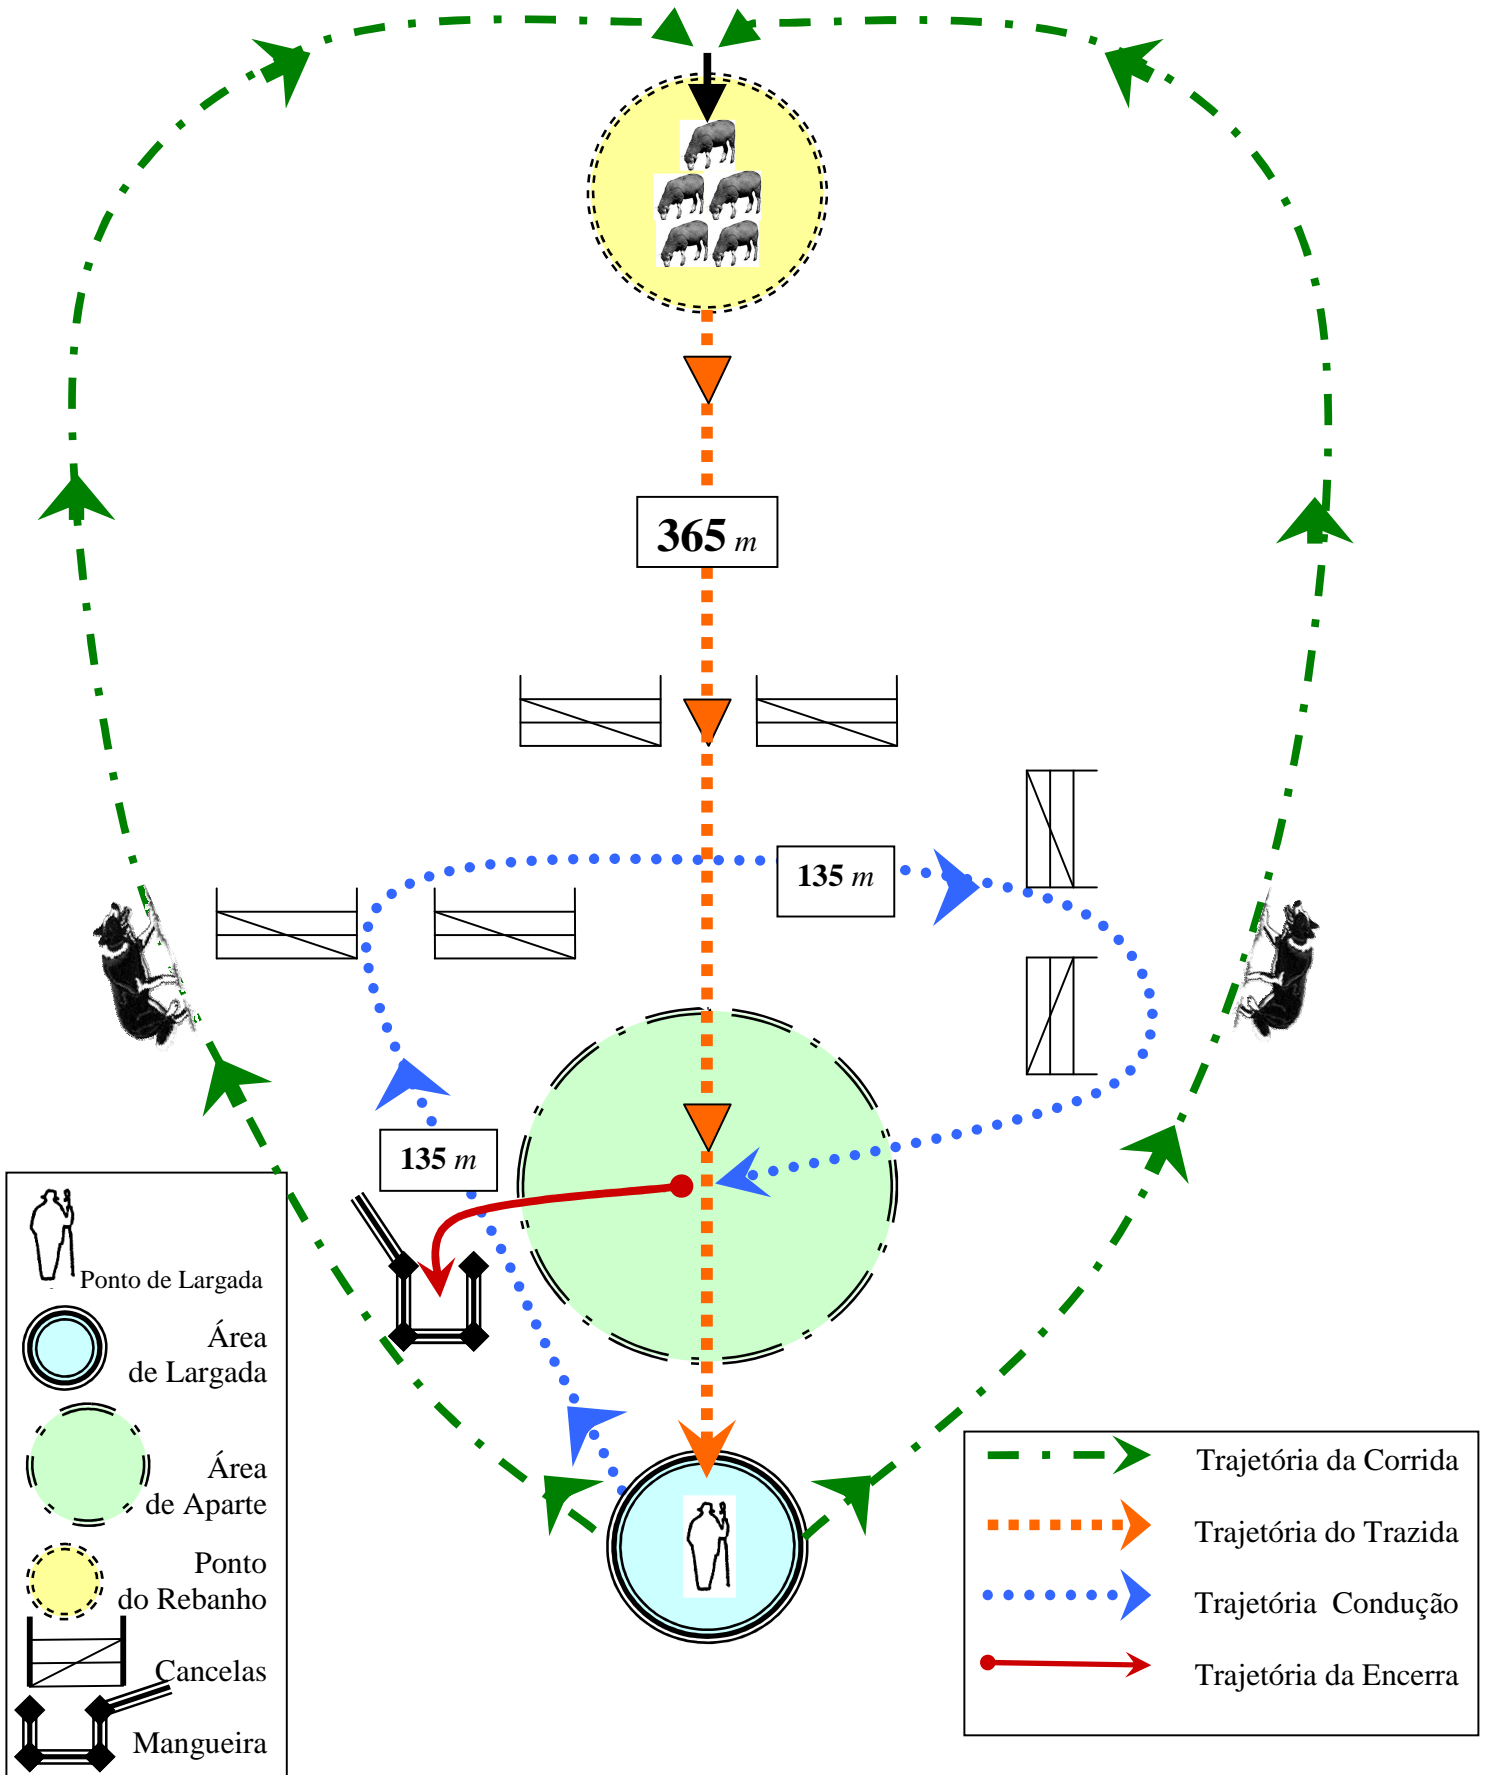 365 m
135 m
135 m
Ponto de Largada
Área
de Largada
Área
de Aparte
Ponto
do Rebanho
Cancelas
Mangueira
Trajetória da Corrida
Trajetória do Trazida
Trajetória Condução
Trajetória da Encerra